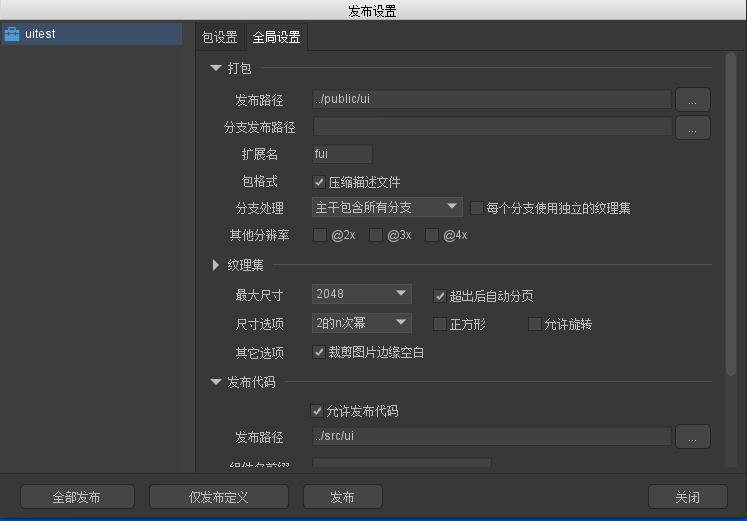 发布设置
uitest
包设置 全局设置
打包
发布路径 ../public/ui ...
分支发布路径 ...
扩展名 fui
包格式 压缩描述文件
分支处理 主干包含所有分支 每个分支使用独立的纹理集
其他分辨率 @2x @3x @4x
纹理集
最大尺寸 2048 超出后自动分页
尺寸选项 2的n次幂 正方形 允许旋转
其它选项 裁剪图片边缘空白
发布代码
允许发布代码
发布路径 ../src/ui ...
组件名前缀
全部发布 仅发布定义 发布 关闭